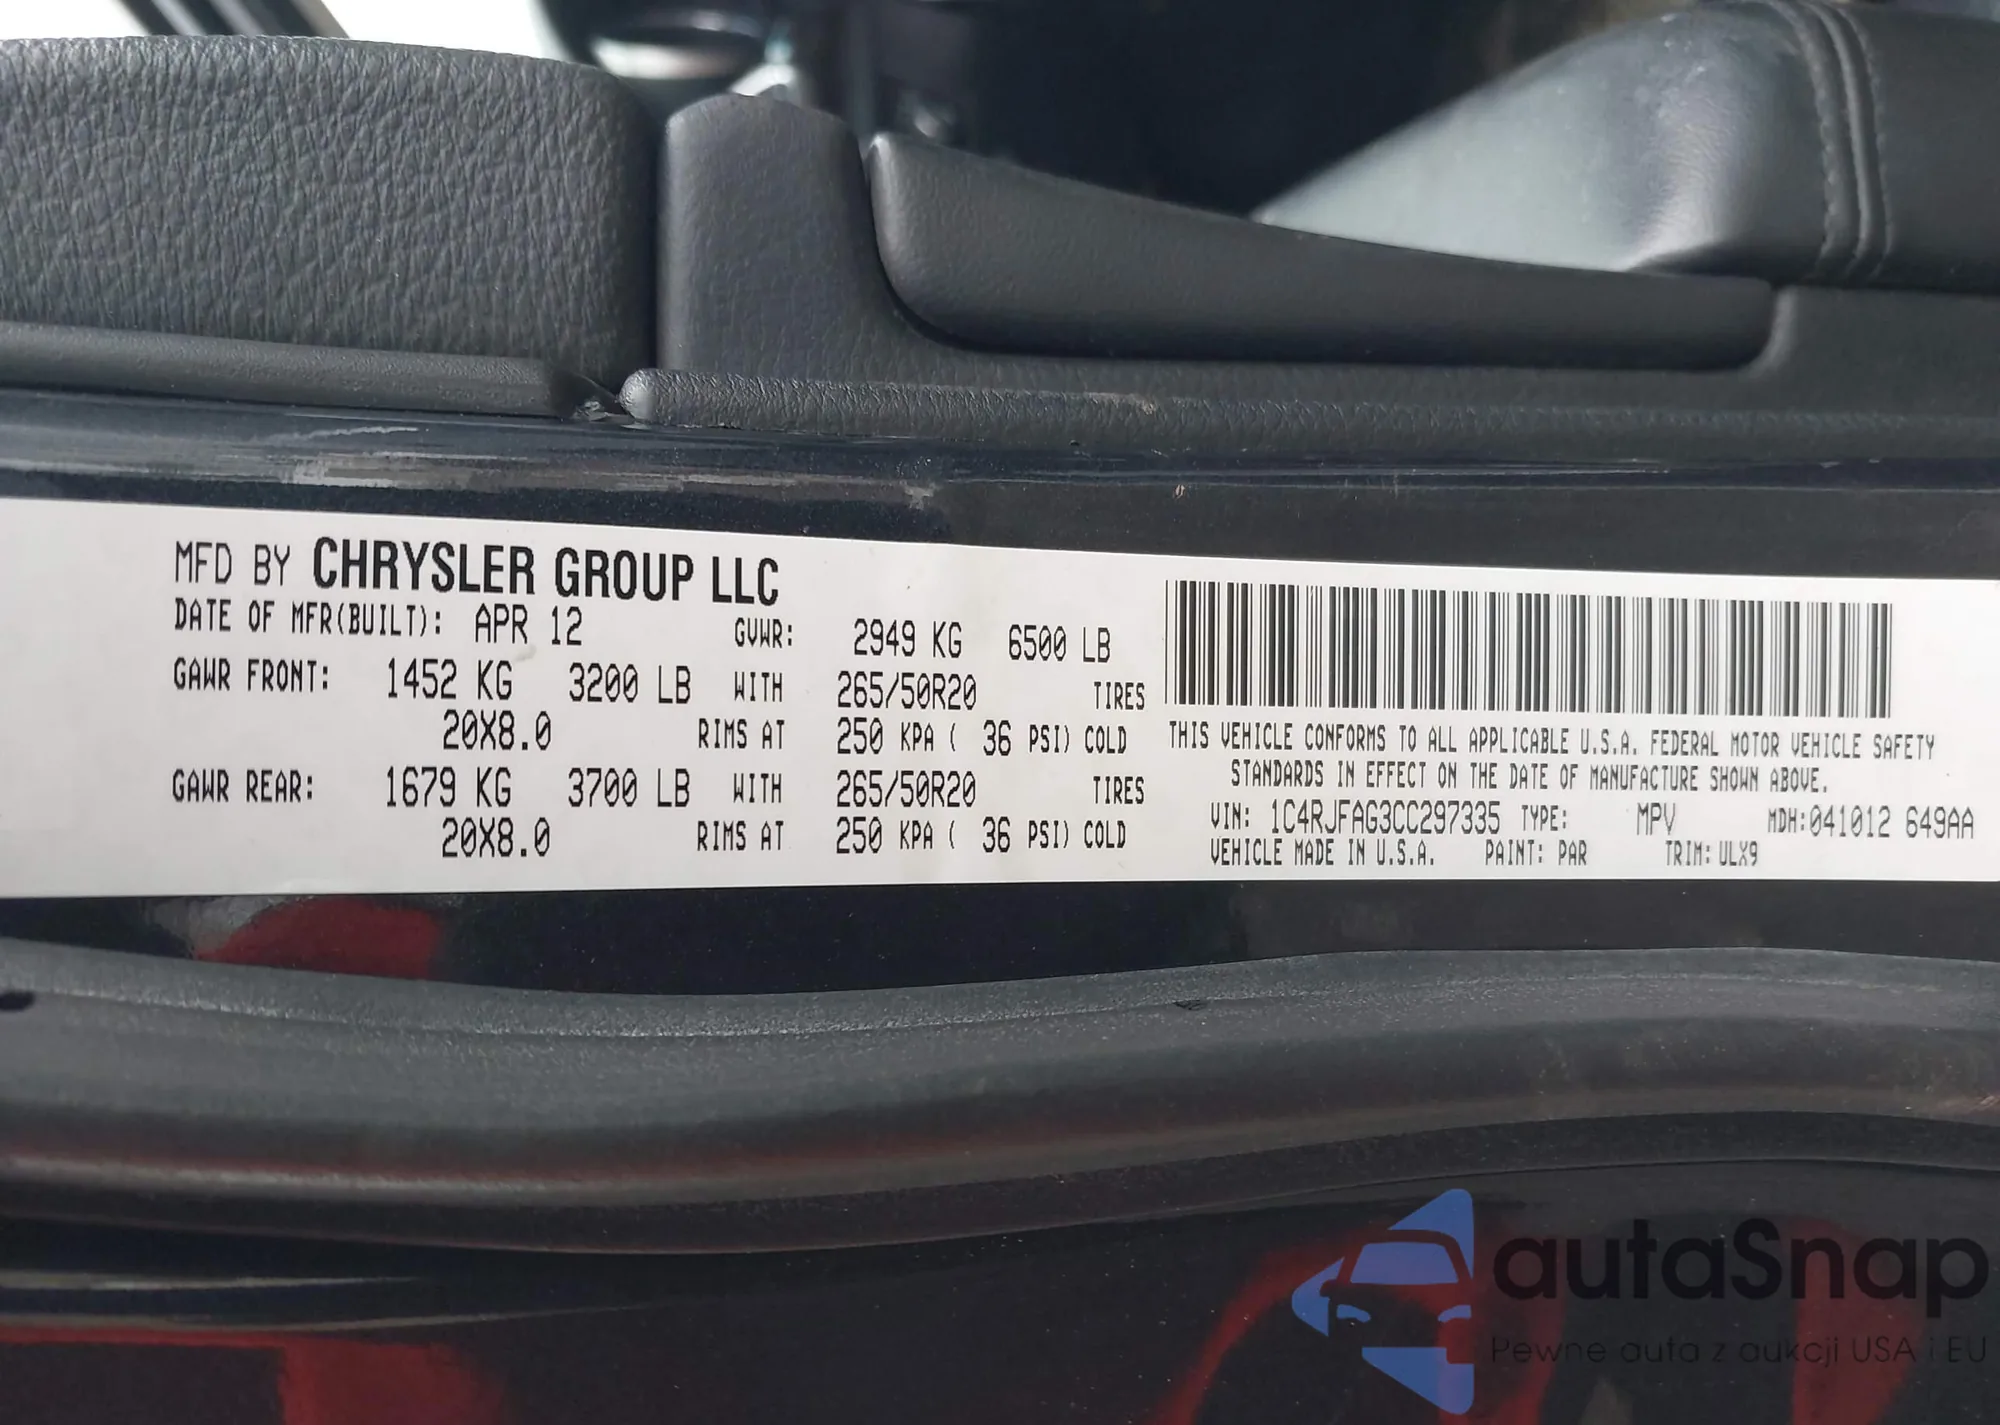 MFD BY CHRYSLER GROUP LLC
DATE OF MFR(BUILT): APR 12 GVWR: 2949 KG 6500 LB
GAWR FRONT: 1452 KG 3200 LB WITH 265/50R20 TIRES
20X8.0 RIMS AT 250 KPA ( 36 PSI) COLD
GAWR REAR: 1679 KG 3700 LB WITH 265/50R20 TIRES
20X8.0 RIMS AT 250 KPA ( 36 PSI) COLD
THIS VEHICLE CONFORMS TO ALL APPLICABLE U.S.A. FEDERAL MOTOR VEHICLE SAFETY
STANDARDS IN EFFECT ON THE DATE OF MANUFACTURE SHOWN ABOVE.
VIN: 1C4RJFAG3CC297335 TYPE: MPV MDH:041012 649AA
VEHICLE MADE IN U.S.A. PAINT: PAR TRIM: ULX9
autaSnap
Pewne auta z aukcji USA i EU